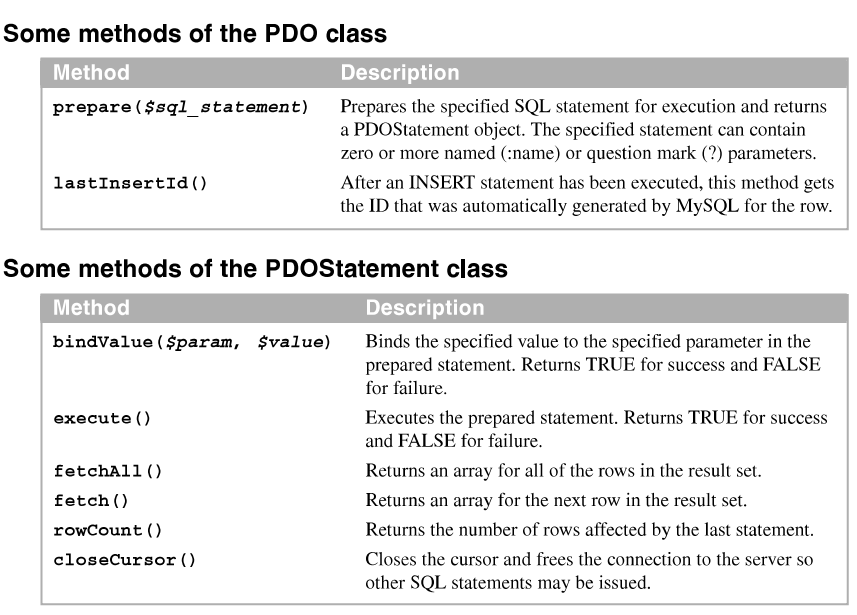 Some methods of the PDO class
Method Description
prepare($sql_statement) Prepares the specified SQL statement for execution and returns
a PDOStatement object. The specified statement can contain
zero or more named (:name) or question mark (?) parameters.
lastInsertId() After an INSERT statement has been executed, this method gets
the ID that was automatically generated by MySQL for the row.
Some methods of the PDOStatement class
Method Description
bindValue($param, $value) Binds the specified value to the specified parameter in the
prepared statement. Returns TRUE for success and FALSE
for failure.
execute() Executes the prepared statement. Returns TRUE for success
and FALSE for failure.
fetchAll() Returns an array for all of the rows in the result set.
fetch() Returns an array for the next row in the result set.
rowCount() Returns the number of rows affected by the last statement.
closeCursor() Closes the cursor and frees the connection to the server so
other SQL statements may be issued.